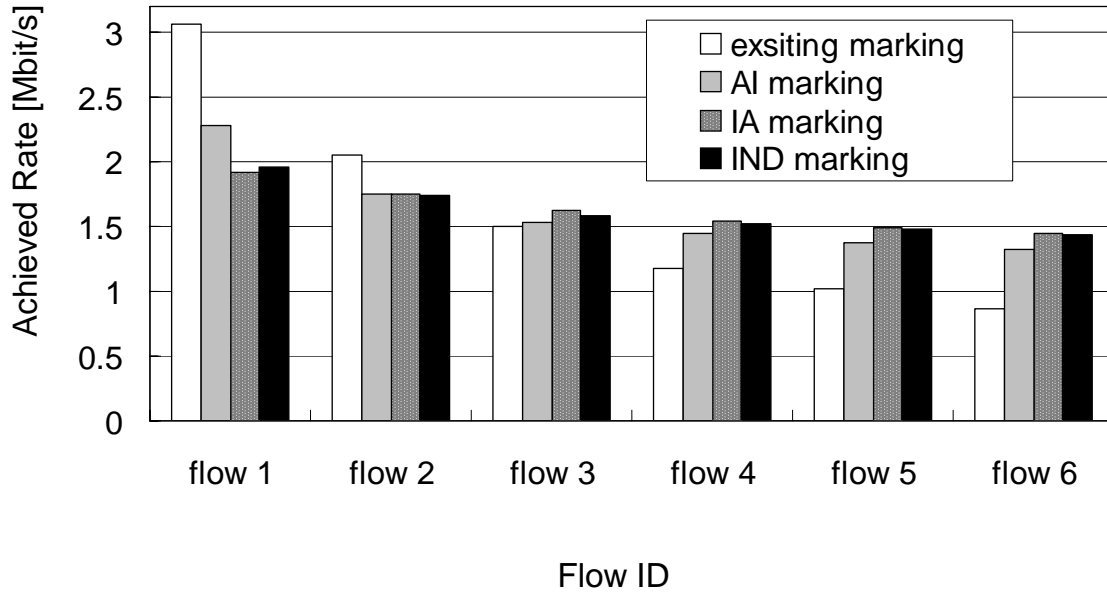 Achieved Rate [Mbit/s]
3
2.5
2
1.5
1
0.5
0
exsiting marking
AI marking
IA marking
IND marking
flow 1 flow 2 flow 3 flow 4 flow 5 flow 6
Flow ID